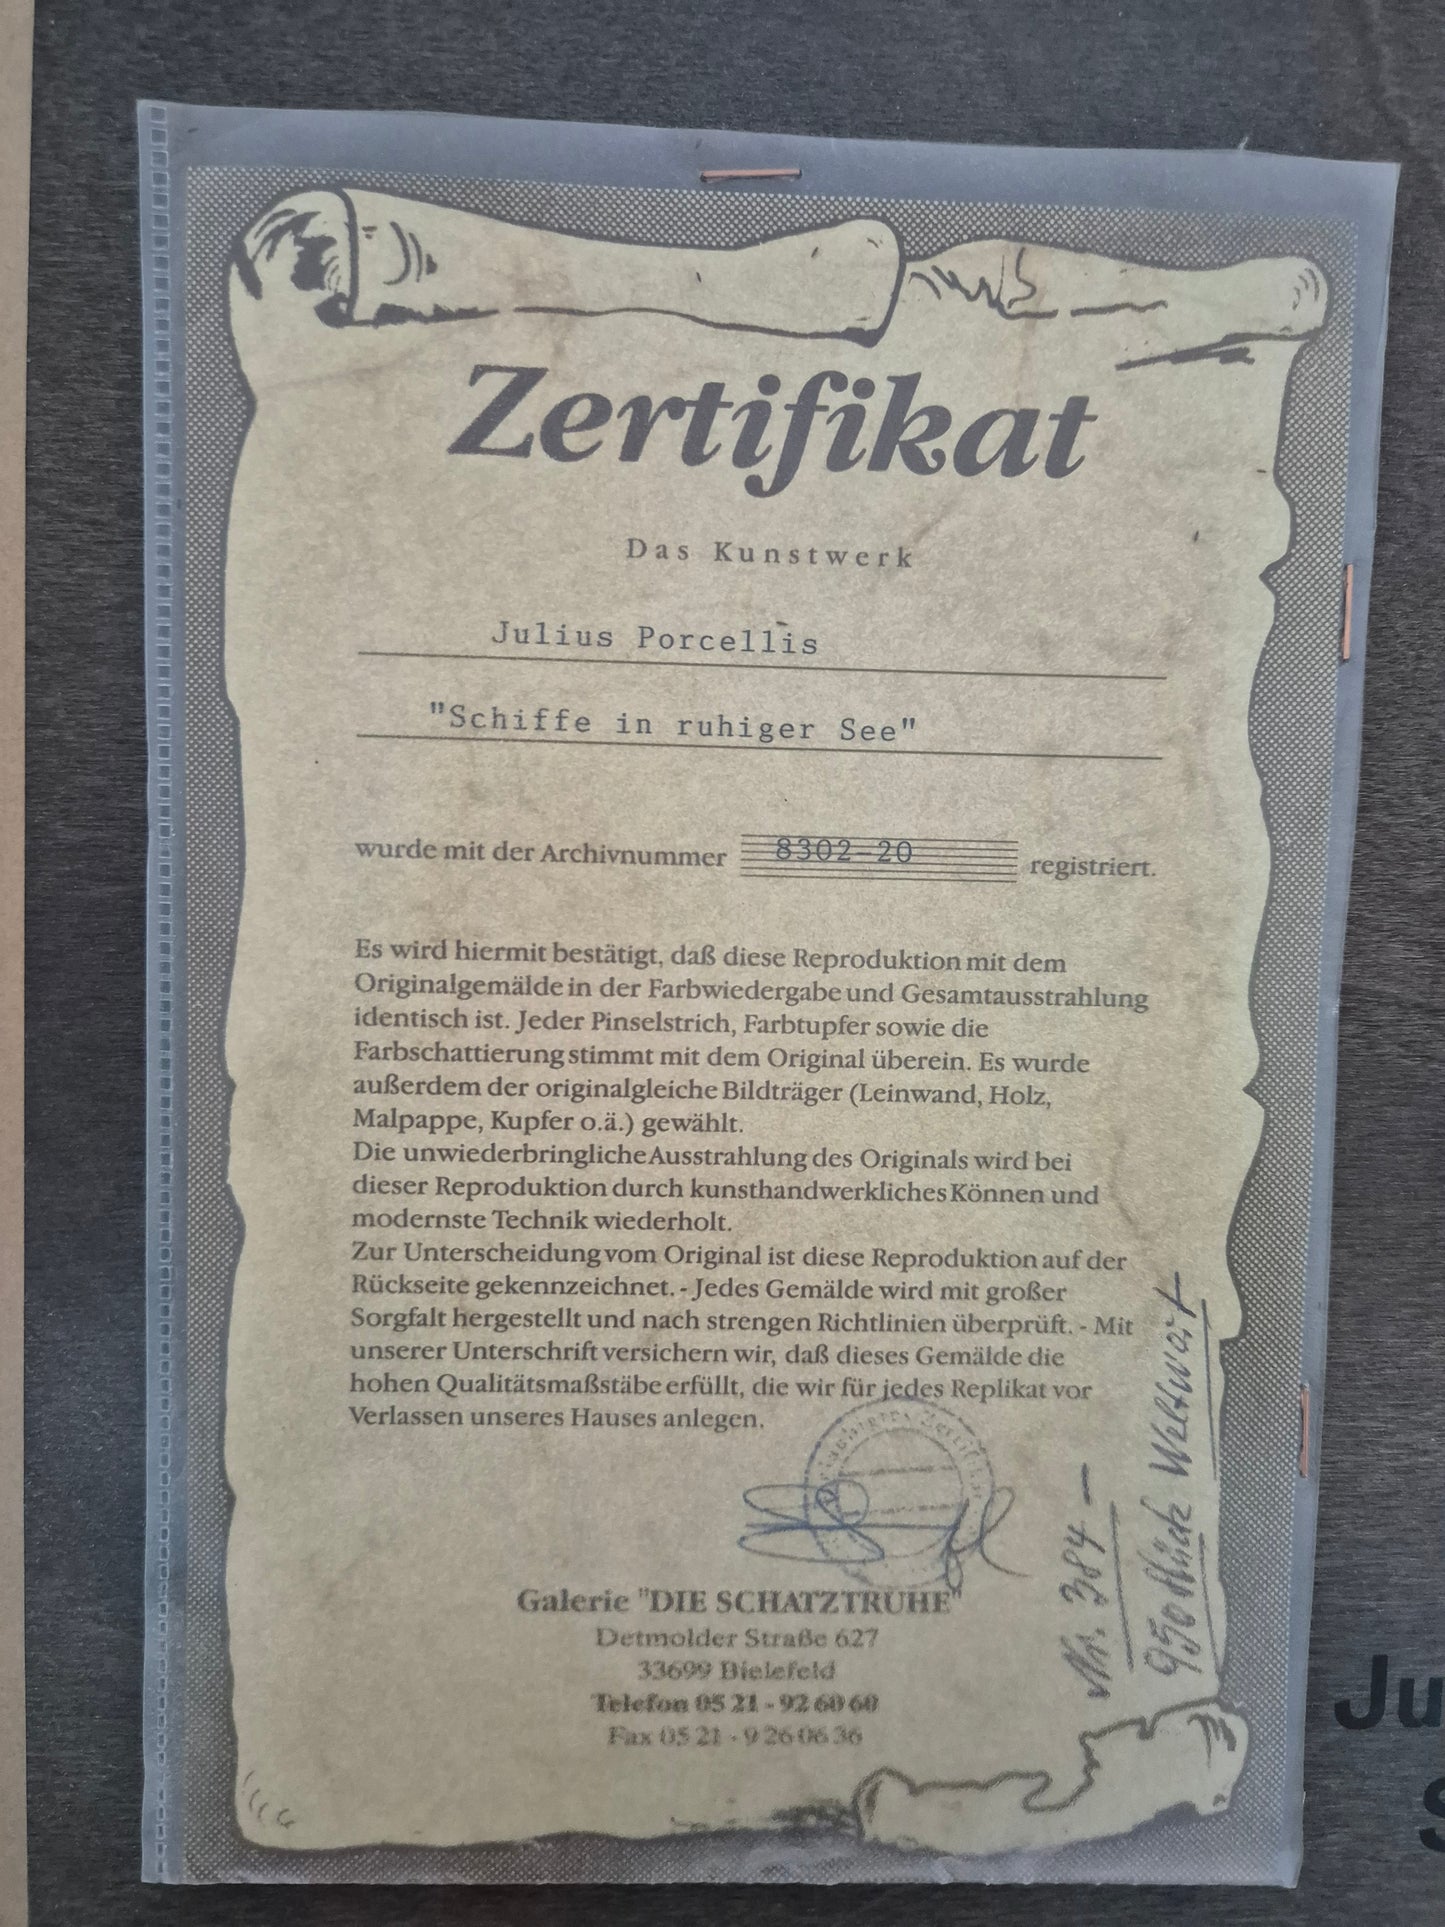 Zertifikat
Das Kunstwerk
Julius Porcellis
"Schiffe in ruhiger See"
wurde mit der Archivnummer 8302-20 registriert.
Es wird hiermit bestätigt, daß diese Reproduktion mit dem
Originalgemälde in der Farbwiedergabe und Gesamtausstrahlung
identisch ist. Jeder Pinselstrich, Farbtupfer sowie die
Farbschattierung stimmt mit dem Original überein. Es wurde
außerdem der originalgleiche Bildträger (Leinwand, Holz,
Malpappe, Kupfer o.ä.) gewählt.
Die unwiederbringliche Ausstrahlung des Originals wird bei
dieser Reproduktion durch kunsthandwerkliches Können und
modernste Technik wiederholt.
Zur Unterscheidung vom Original ist diese Reproduktion auf der
Rückseite gekennzeichnet. - Jedes Gemälde wird mit großer
Sorgfalt hergestellt und nach strengen Richtlinien überprüft. - Mit
unserer Unterschrift versichern wir, daß dieses Gemälde die
hohen Qualitätsmaßstäbe erfüllt, die wir für jedes Replikat vor
Verlassen unseres Hauses anlegen.
Galerie "DIE SCHATZTRUHE"
Detmolder Straße 627
33699 Bielefeld
Telefon 05 21 - 92 60 60
Fax 05 21 - 9 26 06 36
Nr. 384 -
950 Stück Weltweit
Ju
S